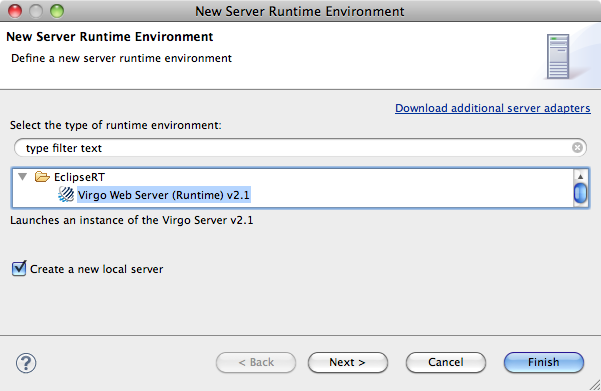 New Server Runtime Environment
New Server Runtime Environment
Define a new server runtime environment
Download additional server adapters
Select the type of runtime environment:
type filter text
EclipseRT
Virgo Web Server (Runtime) v2.1
Launches an instance of the Virgo Server v2.1
Create a new local server
? < Back Next > Cancel Finish